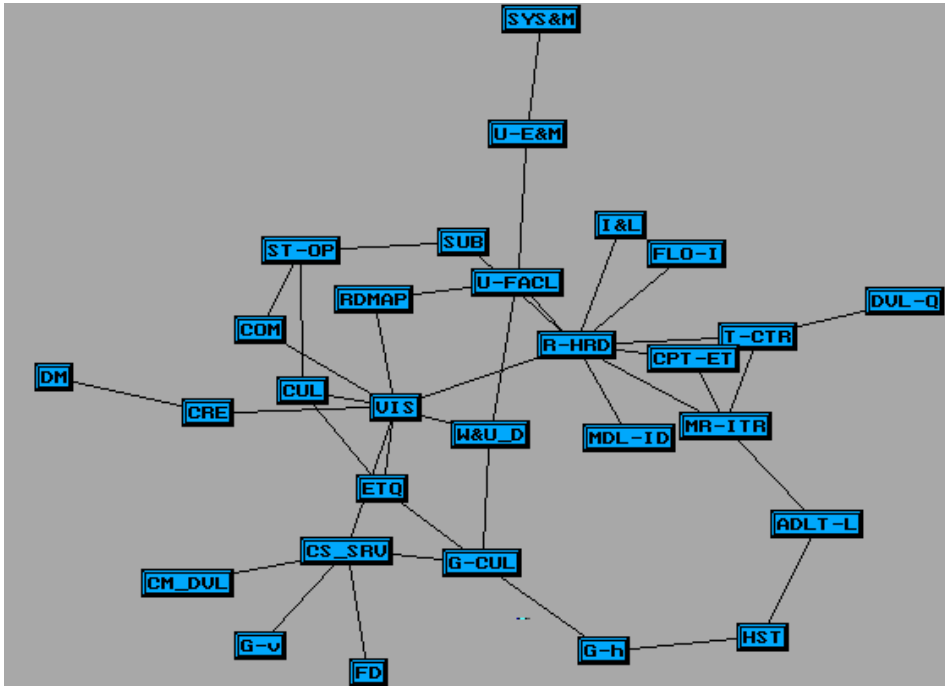 SYS&M
U-E&M
I&L
SUB
ST-OP
FLO-I
U-FACL
RDMAP
DVL-Q
COM
T-CTR
R-HRD
CPT-ET
DM
CUL
VIS
CRE
MR-ITR
W&U_D
MDL-ID
ETQ
ADLT-L
CS_SRV
G-CUL
CM_DVL
HST
G-v
G-h
FD